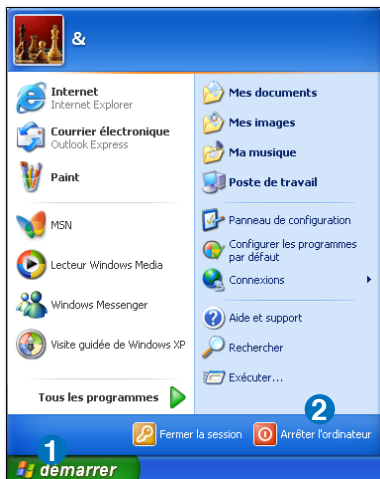 &
Internet
Internet Explorer
Courrier électronique
Outlook Express
Paint
MSN
Lecteur Windows Media
Windows Messenger
Visite guidée de Windows XP
Tous les programmes
Mes documents
Mes images
Ma musique
Poste de travail
Panneau de configuration
Configurer les programmes
par défaut
Connexions
Aide et support
Rechercher
Exécuter...
2
Fermer la session
Arrêter l'ordinateur
1
démarrer